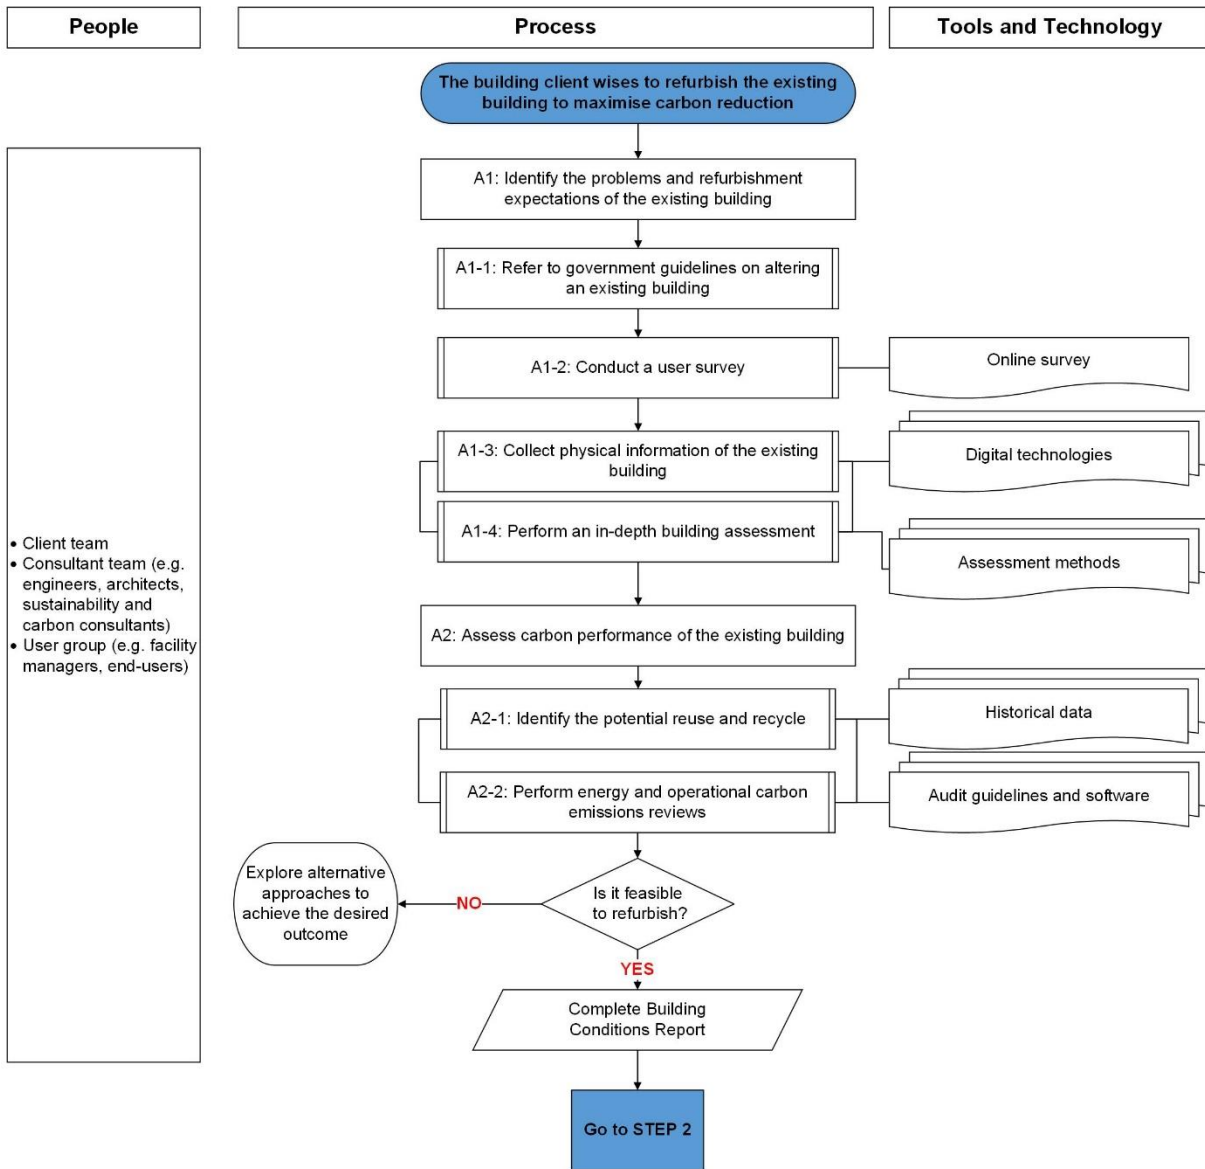 People
Process
Tools and Technology
The building client wises to refurbish the existing
building to maximise carbon reduction
A1: Identify the problems and refurbishment
expectations of the existing building
A1-1: Refer to government guidelines on altering
an existing building
A1-2: Conduct a user survey
Online survey
A1-3: Collect physical information of the existing
building
Digital technologies
A1-4: Perform an in-depth building assessment
Assessment methods
• Client team
• Consultant team (e.g.
engineers, architects,
sustainability and
carbon consultants)
• User group (e.g. facility
managers, end-users)
A2: Assess carbon performance of the existing building
A2-1: Identify the potential reuse and recycle
Historical data
A2-2: Perform energy and operational carbon
emissions reviews
Audit guidelines and software
Is it feasible
to refurbish?
NO
Explore alternative
approaches to
achieve the desired
outcome
YES
Complete Building
Conditions Report
Go to STEP 2